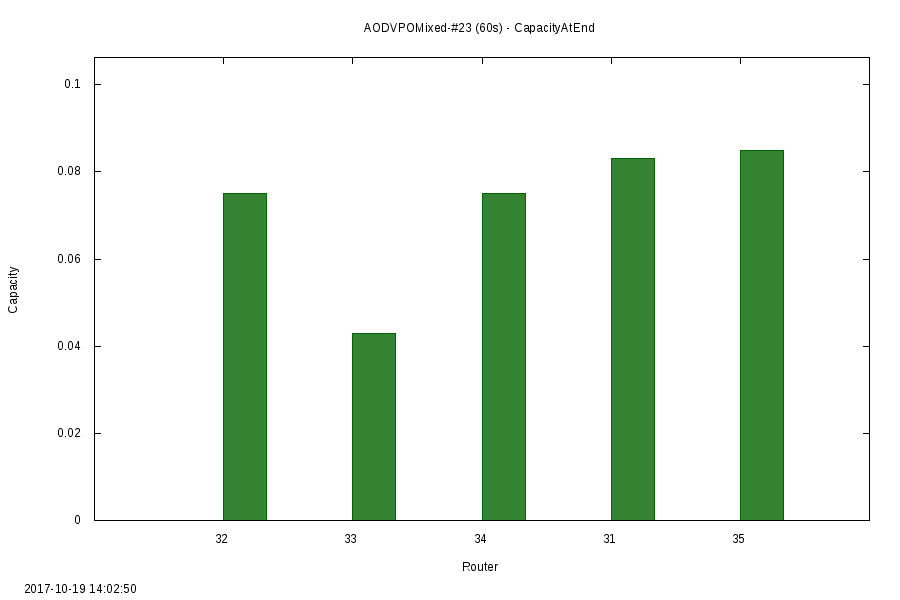 AODVPOMixed-#23 (60s) - CapacityAtEnd
0.1
0.08
0.06
0.04
0.02
0
Capacity
32 33 34 31 35
Router
2017-10-19 14:02:50